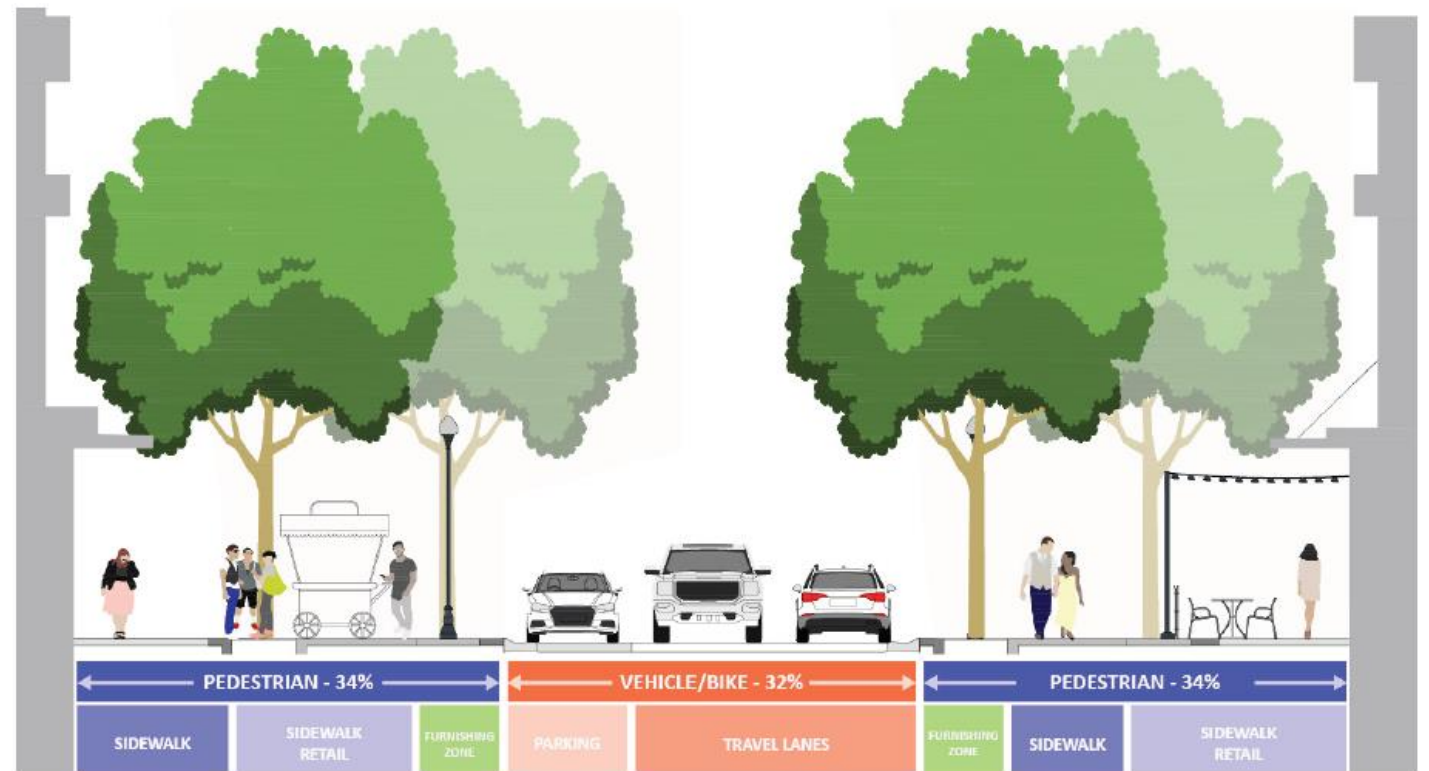 PEDESTRIAN - 34%
VEHICLE/BIKE - 32%
PEDESTRIAN - 34%
SIDEWALK
SIDEWALK
RETAIL
FURNISHING
ZONE
PARKING
TRAVEL LANES
FURNISHING
ZONE
SIDEWALK
SIDEWALK
RETAIL